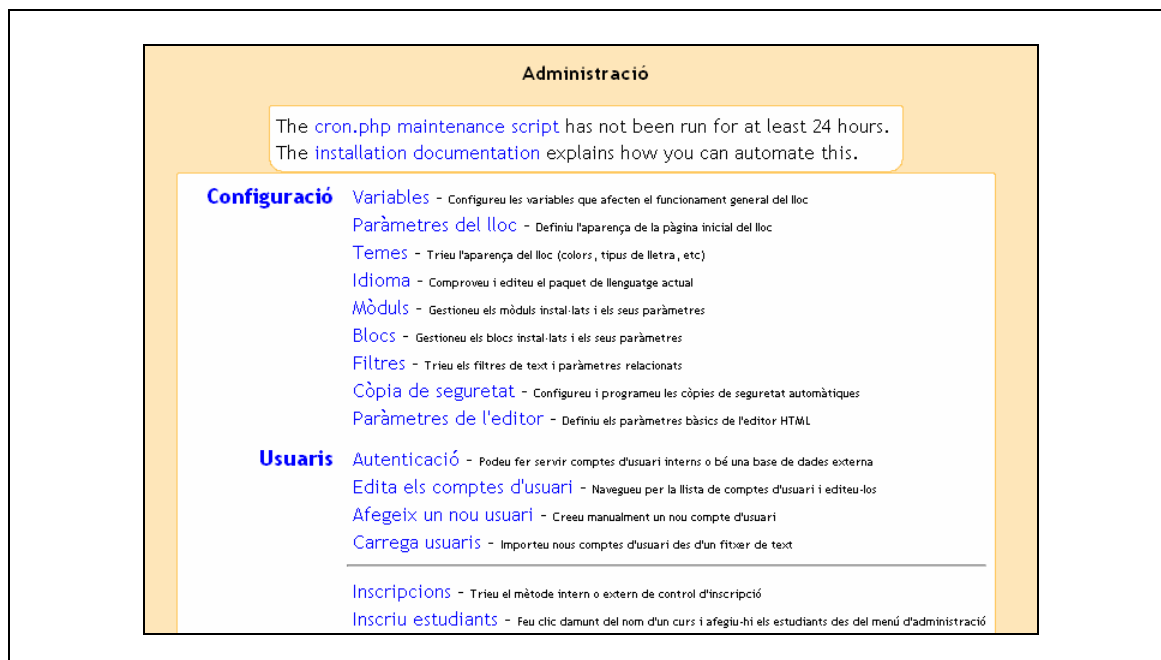 Administració
The cron.php maintenance script has not been run for at least 24 hours.
The installation documentation explains how you can automate this.
Configuració Variables - Configureu les variables que afecten el funcionament general del lloc
Paràmetres del lloc - Definiu l'aparença de la pàgina inicial del lloc
Temes - Trieu l'aparença del lloc (colors, tipus de lletra, etc)
Idioma - Comproveu i editeu el paquet de llenguatge actual
Mòduls - Gestioneu els mòduls instal·lats i els seus paràmetres
Blocs - Gestioneu els blocs instal·lats i els seus paràmetres
Filtres - Trieu els filtres de text i paràmetres relacionats
Còpia de seguretat - Configureu i programeu les còpies de seguretat automàtiques
Paràmetres de l'editor - Definiu els paràmetres bàsics de l'editor HTML
Usuaris Autenticació - Podeu fer servir comptes d'usuari interns o bé una base de dades externa
Edita els comptes d'usuari - Navegueu per la llista de comptes d'usuari i editeu-los
Afegeix un nou usuari - Creeu manualment un nou compte d'usuari
Carrega usuaris - Importeu nous comptes d'usuari des d'un fitxer de text
Inscripcions - Trieu el mètode intern o extern de control d'inscripció
Inscriu estudiants - Feu clic damunt del nom d'un curs i afegiu-hi els estudiants des del menú d'administració